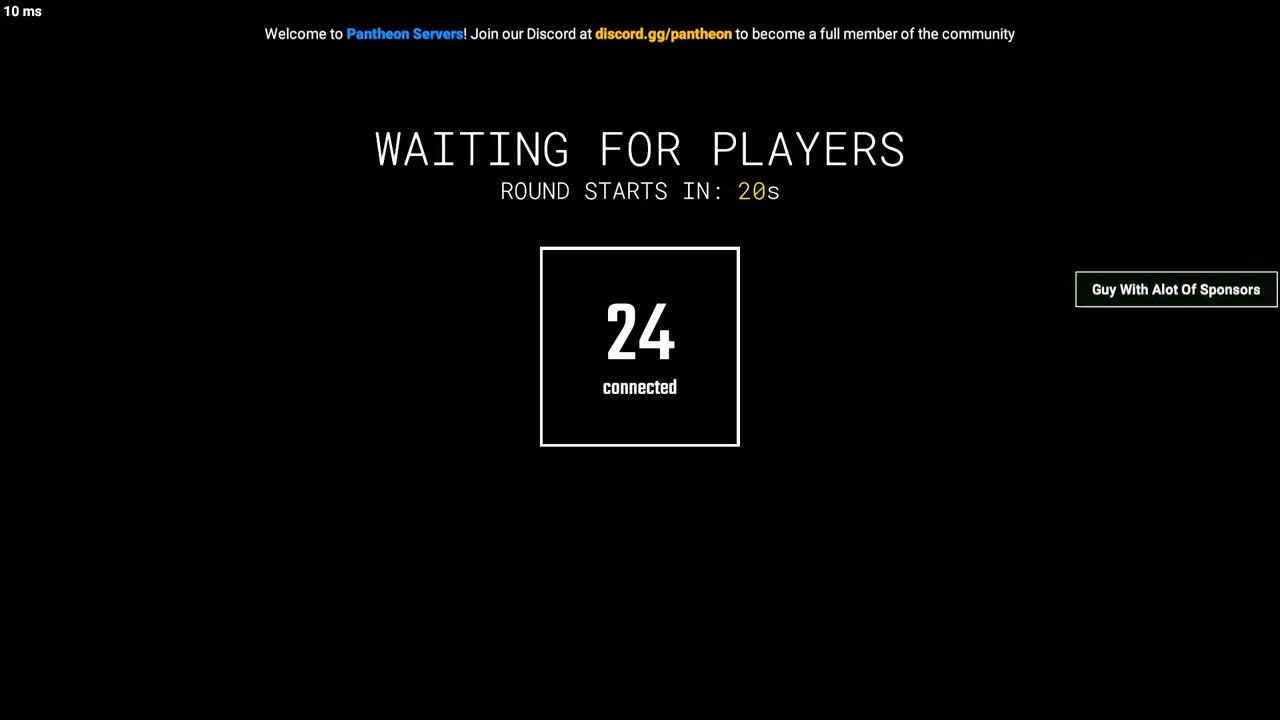 10 ms
Welcome to Pantheon Servers! Join our Discord at discord.gg/pantheon to become a full member of the community
WAITING FOR PLAYERS
ROUND STARTS IN: 20s
24
connected
Guy With Alot Of Sponsors